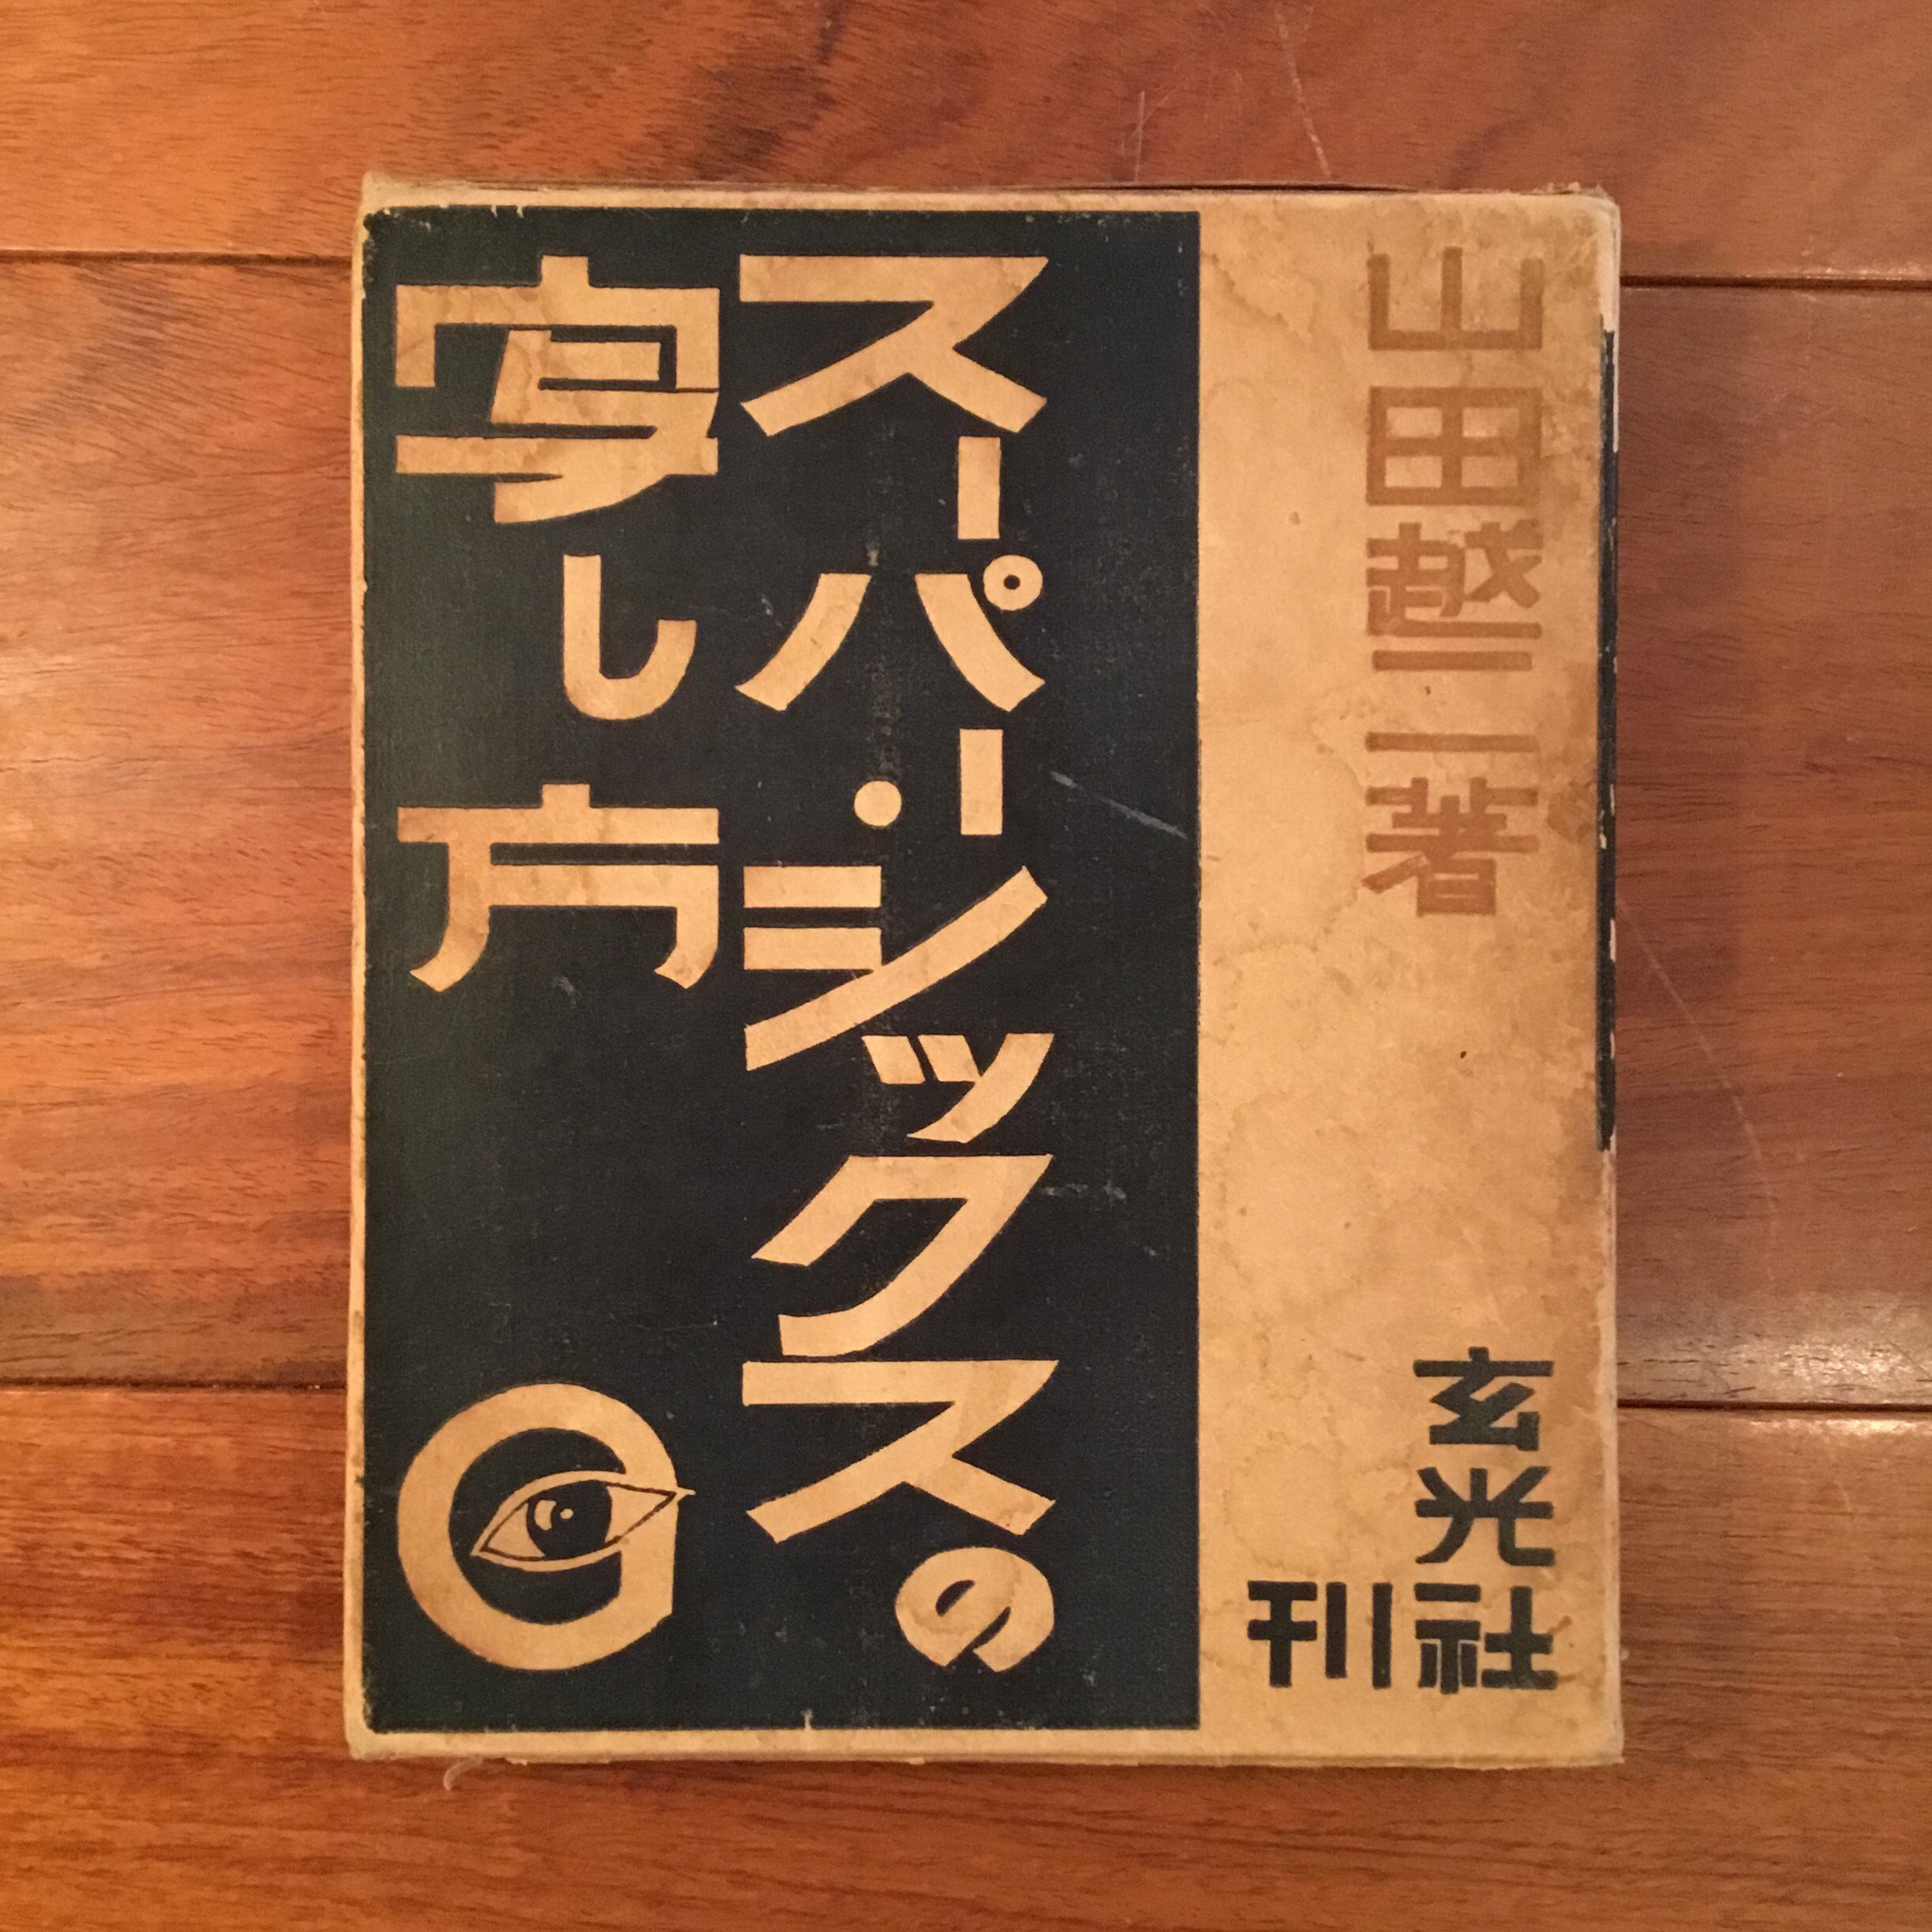 山田越二著
玄光社
刊
スーパー・シックスの
写し方